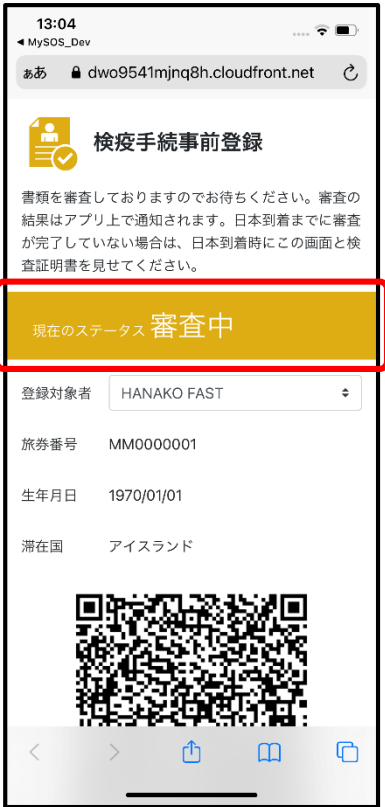 13:04
◀ MySOS_Dev
ぁあ dwo9541mjnq8h.cloudfront.net
検疫手続事前登録
書類を審査しておりますのでお待ちください。審査の
結果はアプリ上で通知されます。日本到着までに審査
が完了していない場合は、日本到着時にこの画面と検
査証明書を見せてください。
現在のステータス 審査中
登録対象者 HANAKO FAST
旅券番号 MM0000001
生年月日 1970/01/01
滞在国 アイスランド